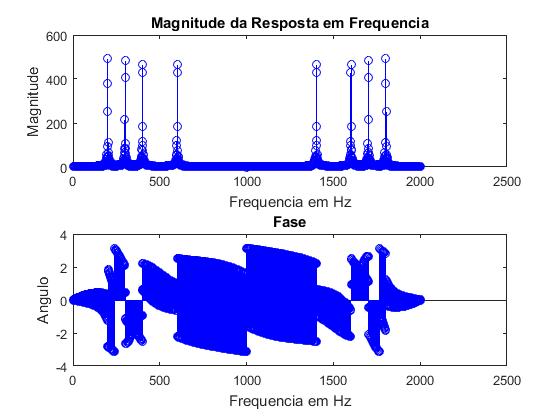 Magnitude da Resposta em Frequencia
600
400
200
0
Magnitude
0 500 1000 1500 2000 2500
Frequencia em Hz
Fase
4
2
0
-2
-4
Angulo
0 500 1000 1500 2000 2500
Frequencia em Hz